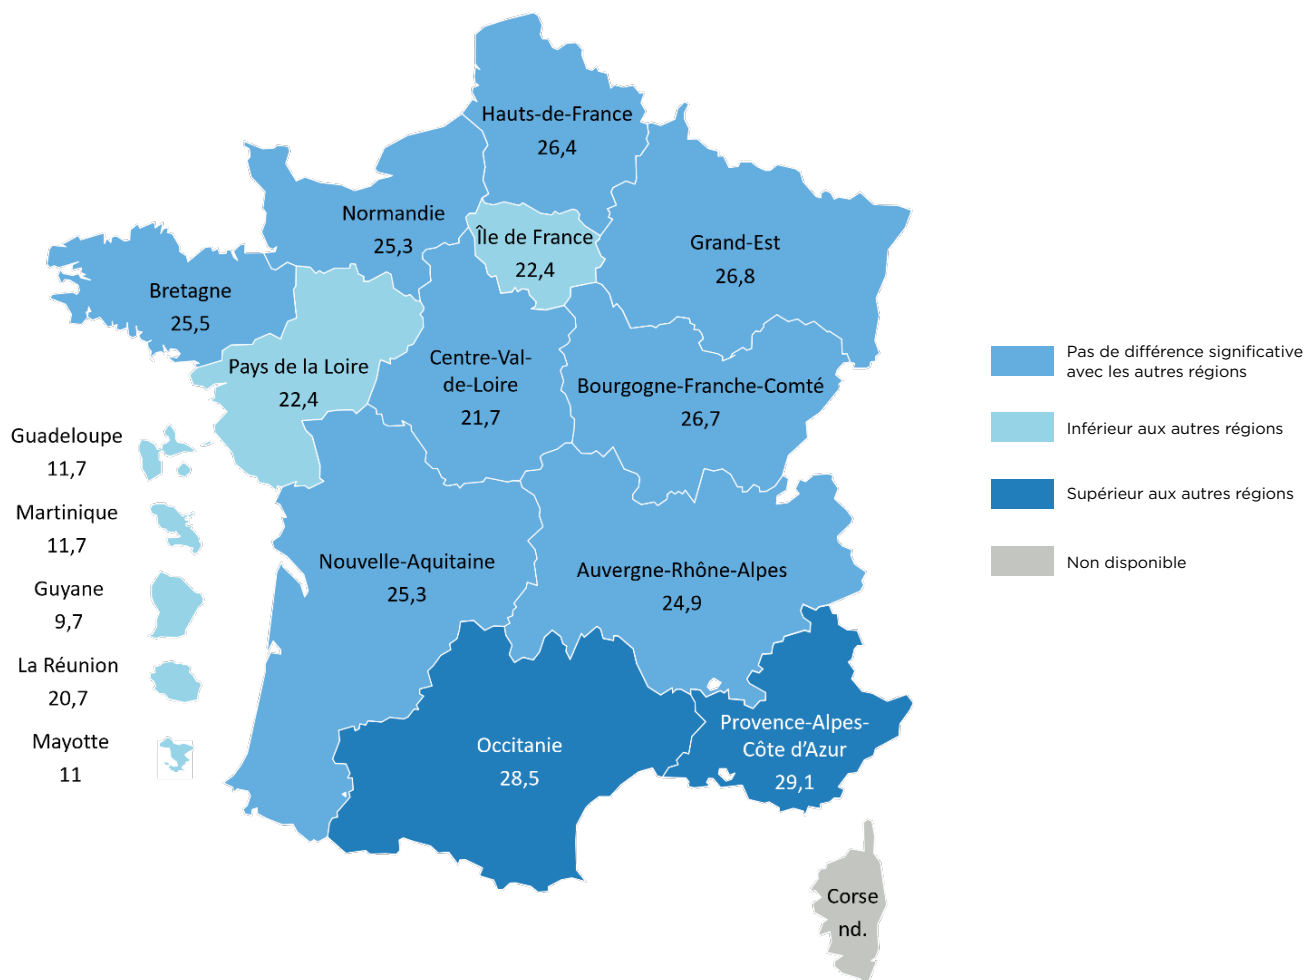 Hauts-de-France
26,4
Normandie
25,3
Île de France
22,4
Grand-Est
26,8
Bretagne
25,5
Pays de la Loire
22,4
Centre-Val-
de-Loire
21,7
Bourgogne-Franche-Comté
26,7
Guadeloupe
11,7
Martinique
11,7
Guyane
9,7
La Réunion
20,7
Mayotte
11
Nouvelle-Aquitaine
25,3
Auvergne-Rhône-Alpes
24,9
Occitanie
28,5
Provence-Alpes-
Côte d’Azur
29,1
Corse
nd.
Pas de différence significative
avec les autres régions
Inférieur aux autres régions
Supérieur aux autres régions
Non disponible